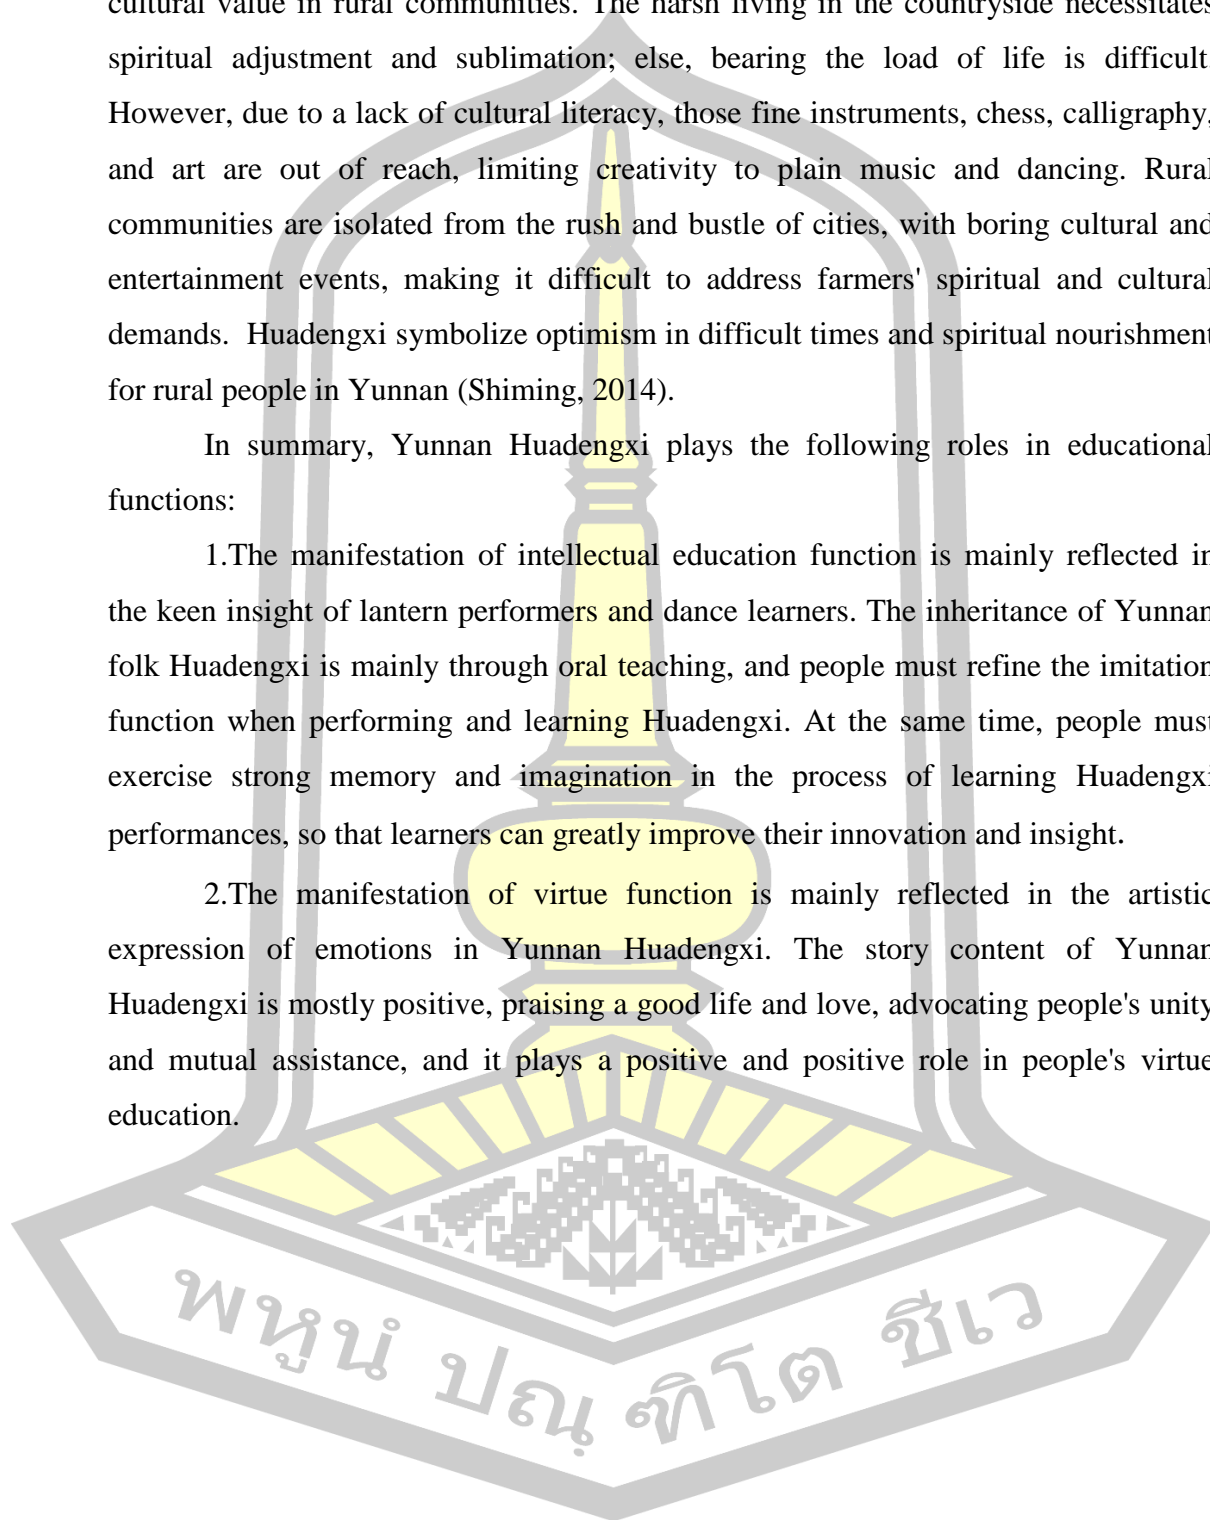 cultural value in rural communities. The harsh living in the countryside necessitates
spiritual adjustment and sublimation; else, bearing the load of life is difficult.
However, due to a lack of cultural literacy, those fine instruments, chess, calligraphy,
and art are out of reach, limiting creativity to plain music and dancing. Rural
communities are isolated from the rush and bustle of cities, with boring cultural and
entertainment events, making it difficult to address farmers' spiritual and cultural
demands.  Huadengxi symbolize optimism in difficult times and spiritual nourishment
for rural people in Yunnan (Shiming, 2014).
In summary, Yunnan Huadengxi plays the following roles in educational
functions:
1.The manifestation of intellectual education function is mainly reflected in
the keen insight of lantern performers and dance learners. The inheritance of Yunnan
folk Huadengxi is mainly through oral teaching, and people must refine the imitation
function when performing and learning Huadengxi. At the same time, people must
exercise strong memory and imagination in the process of learning Huadengxi
performances, so that learners can greatly improve their innovation and insight.
2.The manifestation of virtue function is mainly reflected in the artistic
expression of emotions in Yunnan Huadengxi. The story content of Yunnan
Huadengxi is mostly positive, praising a good life and love, advocating people's unity
and mutual assistance, and it plays a positive and positive role in people's virtue
education.
พหูนํ ปณฺฑิโต ชีเว